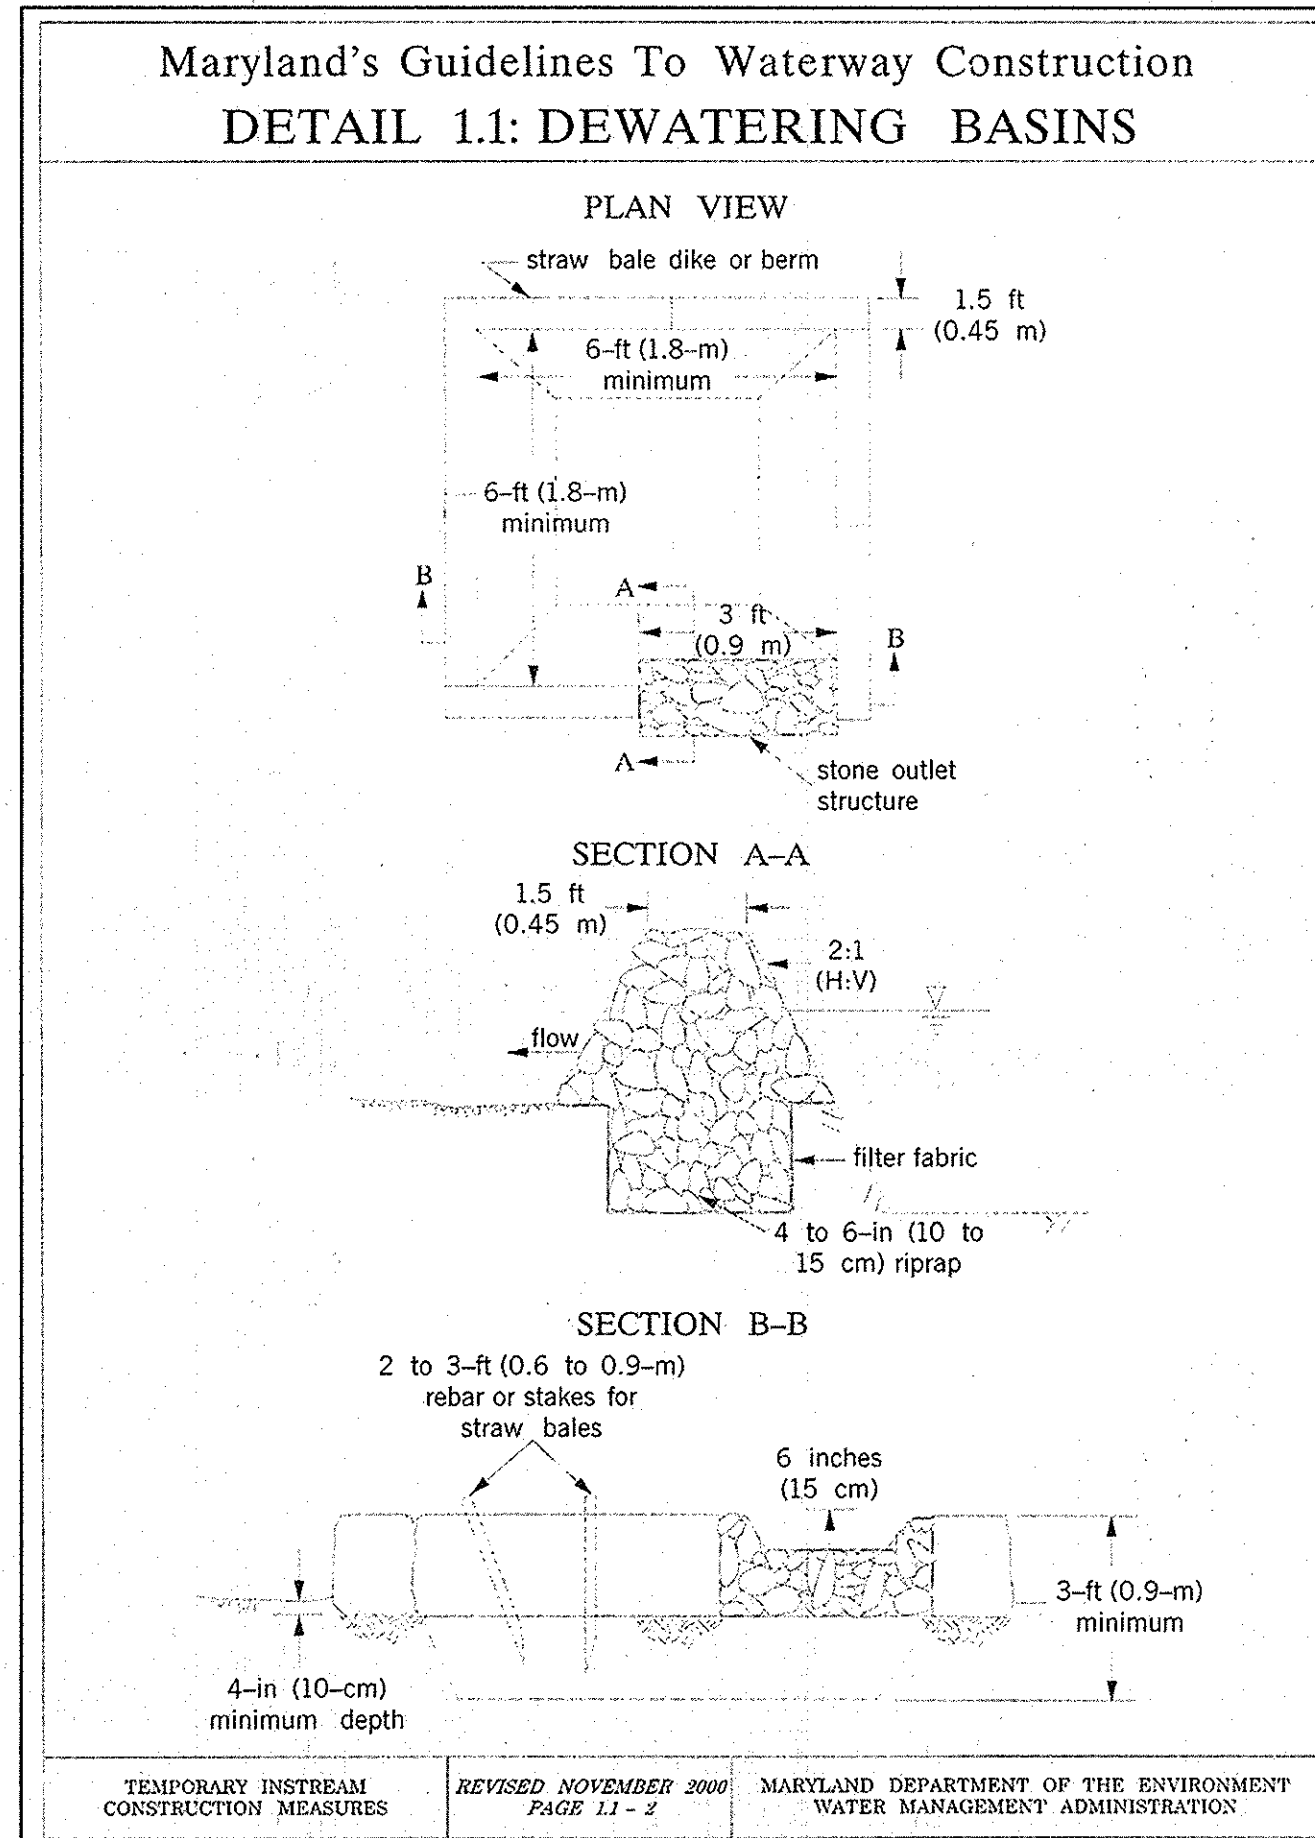 Maryland's Guidelines To Waterway Construction
DETAIL 1.1: DEWATERING BASINS
PLAN VIEW
straw bale dike or berm
1.5 ft
(0.45 m)
6-ft (1.8-m)
minimum
6-ft (1.8-m)
minimum
B
A
3 ft
(0.9 m)
B
A
stone outlet
structure
SECTION A-A
1.5 ft
(0.45 m)
2:1
(H:V)
flow
filter fabric
4 to 6-in (10 to
15 cm) riprap
SECTION B-B
2 to 3-ft (0.6 to 0.9-m)
rebar or stakes for
straw bales
6 inches
(15 cm)
3-ft (0.9-m)
minimum
4-in (10-cm)
minimum depth
TEMPORARY INSTREAM
CONSTRUCTION MEASURES
REVISED NOVEMBER 2000
PAGE 1.1 - 2
MARYLAND DEPARTMENT OF THE ENVIRONMENT
WATER MANAGEMENT ADMINISTRATION